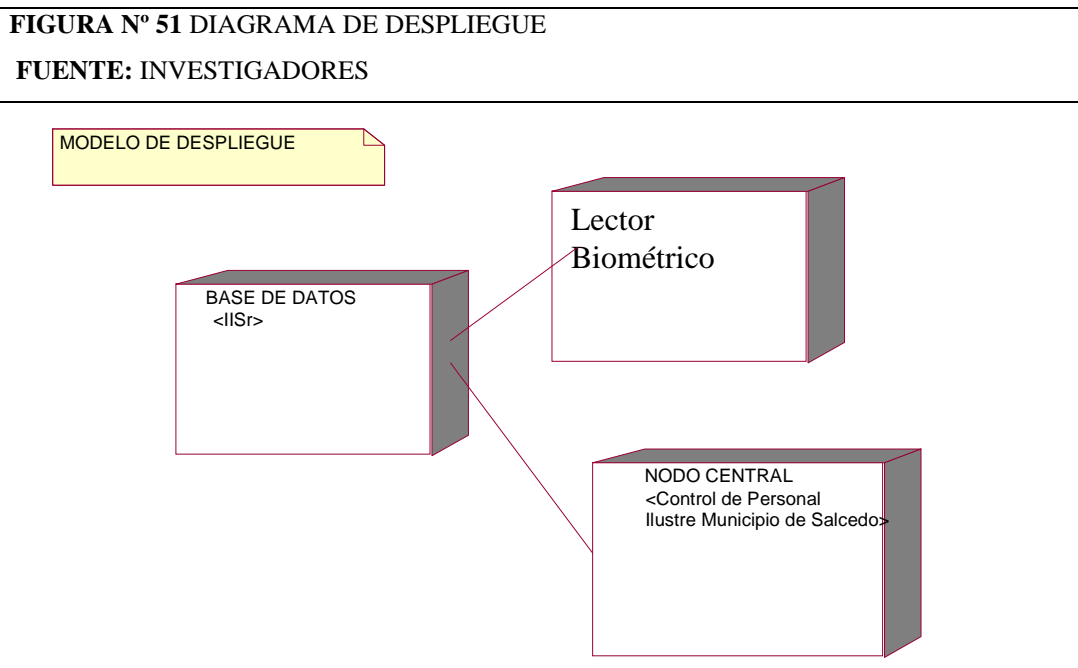 FIGURA Nº 51 DIAGRAMA DE DESPLIEGUE
FUENTE: INVESTIGADORES
MODELO DE DESPLIEGUE
Lector
Biométrico
BASE DE DATOS
<IISr>
NODO CENTRAL
<Control de Personal
Ilustre Municipio de Salcedo>